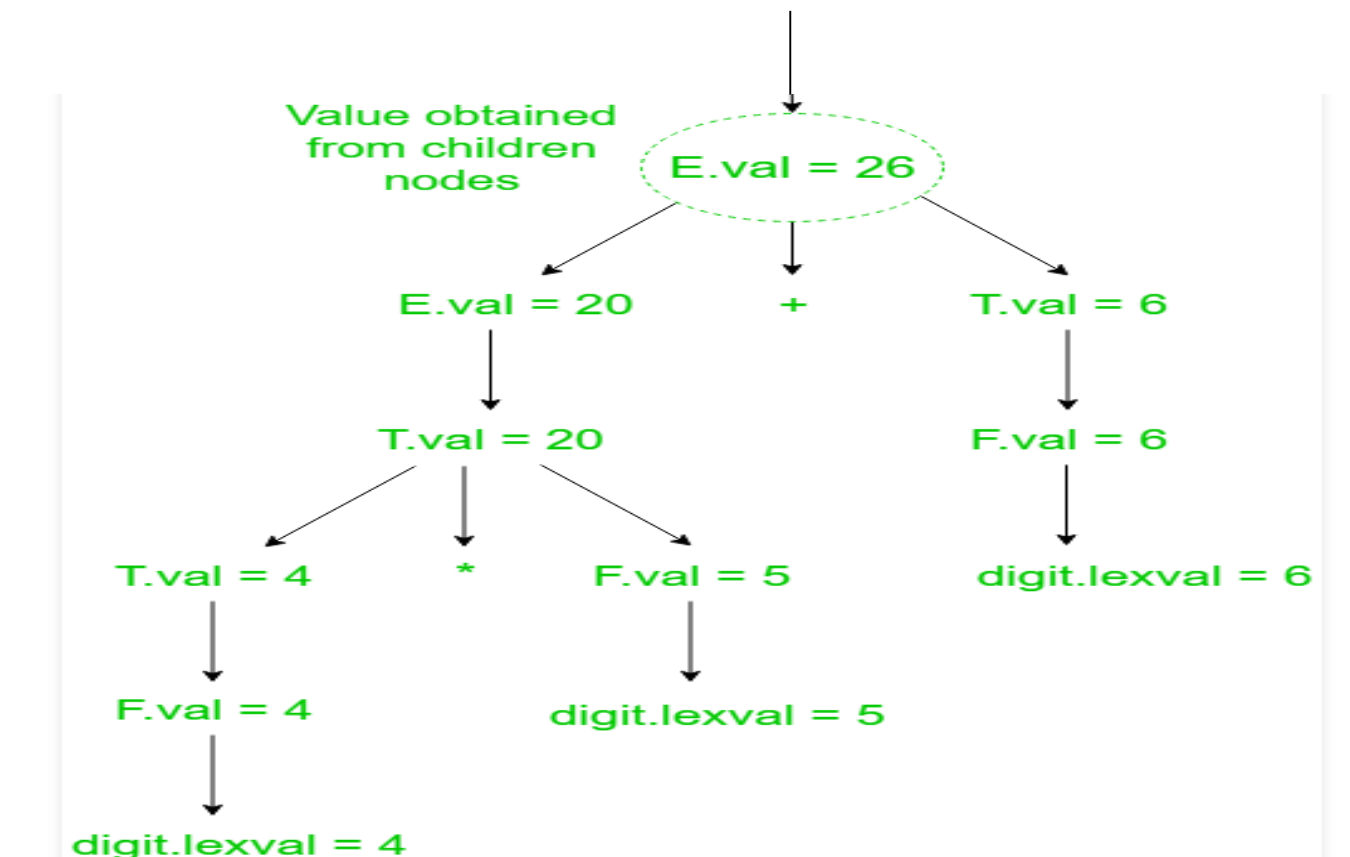 Value obtained
from children
nodes
E.val = 26
E.val = 20
+
T.val = 6
T.val = 20
F.val = 6
T.val = 4
*
F.val = 5
digit.lexval = 6
F.val = 4
digit.lexval = 5
digit.lexval = 4